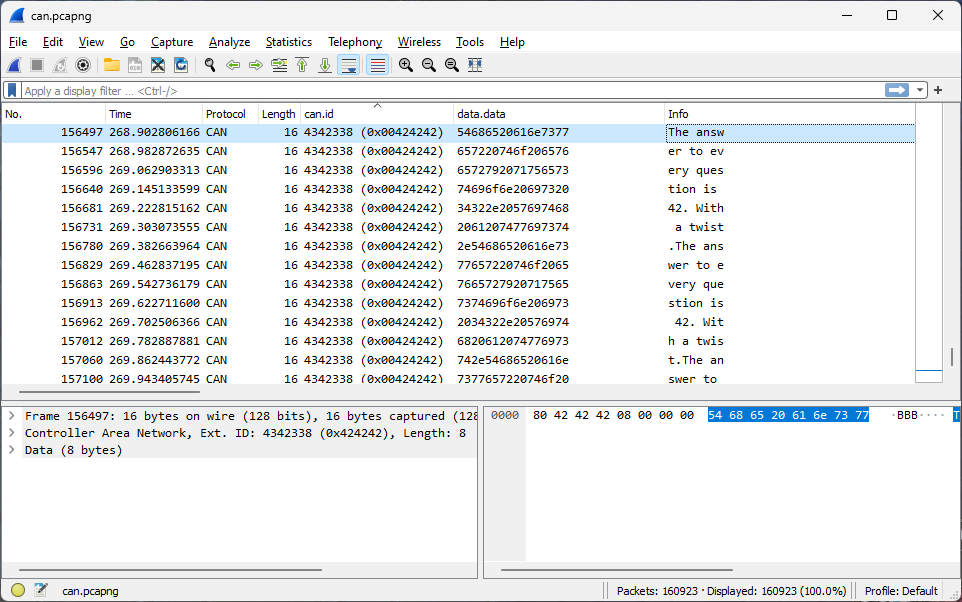 can.pcapng
File Edit View Go Capture Analyze Statistics Telephony Wireless Tools Help
Apply a display filter ... <Ctrl-/>
No. Time Protocol Length can.id data.data Info
156497 268.902806166 CAN 16 4342338 (0x00424242) 54686520616e7377 The answ
156547 268.982872635 CAN 16 4342338 (0x00424242) 657220746f206576 er to ev
156596 269.062903313 CAN 16 4342338 (0x00424242) 6572792071756573 ery ques
156640 269.145133599 CAN 16 4342338 (0x00424242) 74696f6e20697320 tion is
156681 269.222815162 CAN 16 4342338 (0x00424242) 34322e2057697468 42. With
156731 269.303073555 CAN 16 4342338 (0x00424242) 2061207477697374 a twist
156780 269.382663964 CAN 16 4342338 (0x00424242) 2e54686520616e73 .The ans
156829 269.462837195 CAN 16 4342338 (0x00424242) 77657220746f2065 wer to e
156863 269.542736179 CAN 16 4342338 (0x00424242) 7665727920717565 very que
156913 269.622711600 CAN 16 4342338 (0x00424242) 7374696f6e206973 stion is
156962 269.702506366 CAN 16 4342338 (0x00424242) 2034322e20576974 42. Wit
157012 269.782887881 CAN 16 4342338 (0x00424242) 6820612074776973 h a twis
157060 269.862443772 CAN 16 4342338 (0x00424242) 742e54686520616e t.The an
157100 269.943405745 CAN 16 4342338 (0x00424242) 7377657220746f20 swer to
Frame 156497: 16 bytes on wire (128 bits), 16 bytes captured (128
Controller Area Network, Ext. ID: 4342338 (0x424242), Length: 8
Data (8 bytes)
0000 80 42 42 42 08 00 00 00 54 68 65 20 61 6e 73 77 ·BBB···· T
can.pcapng
Packets: 160923 · Displayed: 160923 (100.0%)
Profile: Default